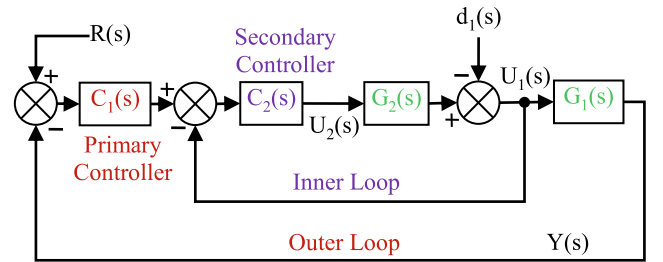 d₁(s)
R(s)
Secondary
Controller
U₁(s)
+
+
−
C₁(s)
C₂(s)
G₂(s)
G₁(s)
−
−
+
U₂(s)
Primary
Controller
Inner Loop
Outer Loop
Y(s)